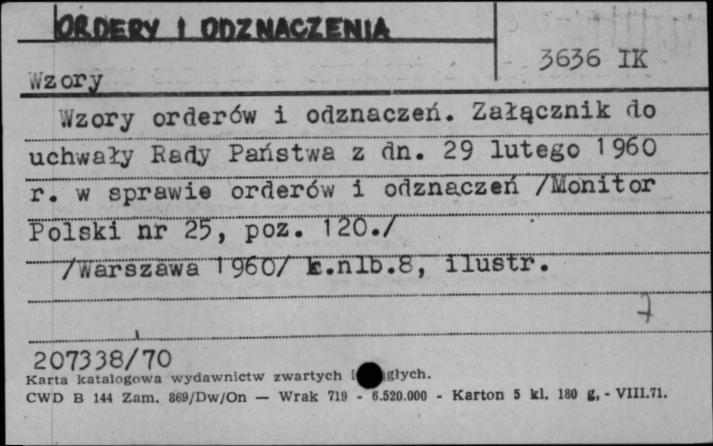 ORDERY I ODZNACZENIA
3636 IK
Wzory
Wzory orderów i odznaczeń. Załącznik do
uchwały Rady Państwa z dn. 29 lutego 1960
r. w sprawie orderów i odznaczeń /Monitor
Polski nr 25, poz. 120./
/Warszawa 1960/ k.nlb.8, ilustr.
207338/70
Karta katalogowa wydawnictw zwartych głych.
CWD B 144 Zam. 869/Dw/On — Wrak 719 - 6.520.000 - Karton 5 kl. 180 g. - VIII.71.